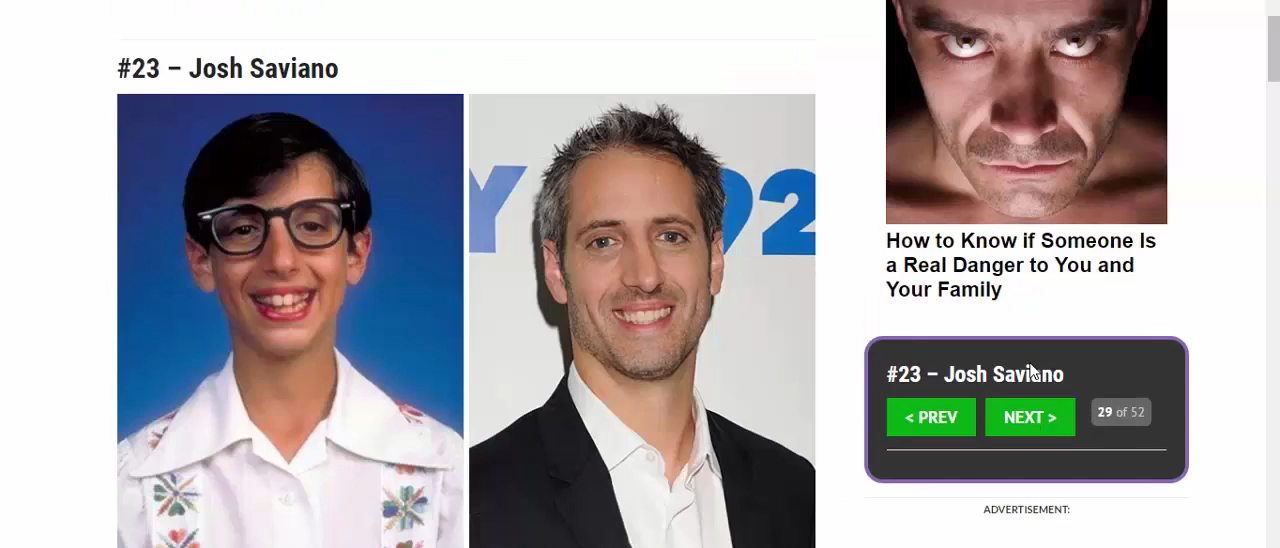 #23 – Josh Saviano
Y 92
How to Know if Someone Is
a Real Danger to You and
Your Family
#23 – Josh Saviano
< PREV NEXT > 29 of 52
ADVERTISEMENT: